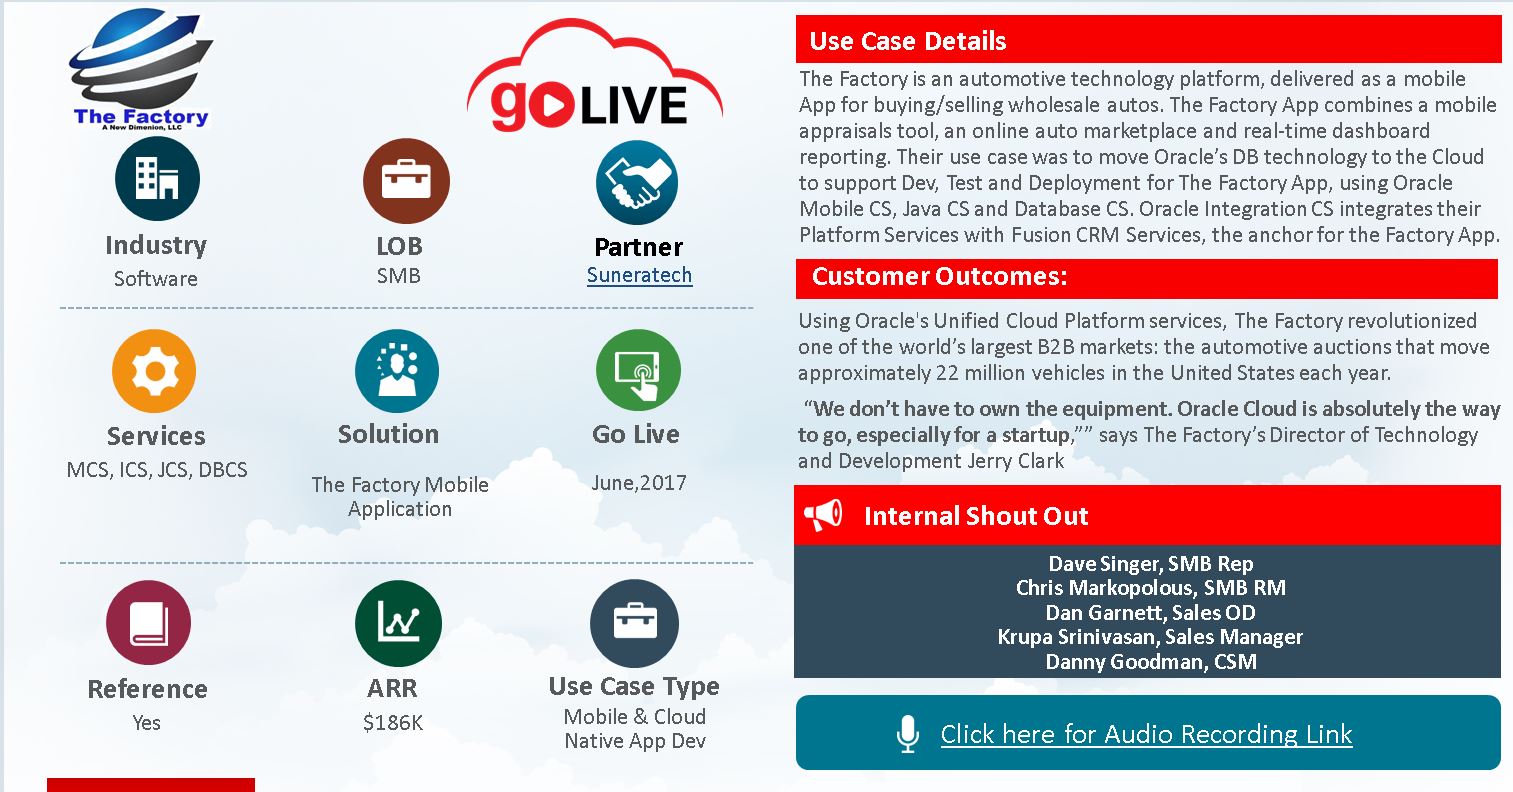 The Factory
A New Dimenion, LLC
goLIVE
Industry
Software
LOB
SMB
Partner
Suneratech
Services
MCS, ICS, JCS, DBCS
Solution
The Factory Mobile
Application
Go Live
June,2017
Reference
Yes
ARR
$186K
Use Case Type
Mobile & Cloud
Native App Dev
Use Case Details
The Factory is an automotive technology platform, delivered as a mobile
App for buying/selling wholesale autos. The Factory App combines a mobile
appraisals tool, an online auto marketplace and real-time dashboard
reporting. Their use case was to move Oracle’s DB technology to the Cloud
to support Dev, Test and Deployment for The Factory App, using Oracle
Mobile CS, Java CS and Database CS. Oracle Integration CS integrates their
Platform Services with Fusion CRM Services, the anchor for the Factory App.
Customer Outcomes:
Using Oracle's Unified Cloud Platform services, The Factory revolutionized
one of the world’s largest B2B markets: the automotive auctions that move
approximately 22 million vehicles in the United States each year.
“We don’t have to own the equipment. Oracle Cloud is absolutely the way
to go, especially for a startup,”” says The Factory’s Director of Technology
and Development Jerry Clark
Internal Shout Out
Dave Singer, SMB Rep
Chris Markopolous, SMB RM
Dan Garnett, Sales OD
Krupa Srinivasan, Sales Manager
Danny Goodman, CSM
Click here for Audio Recording Link